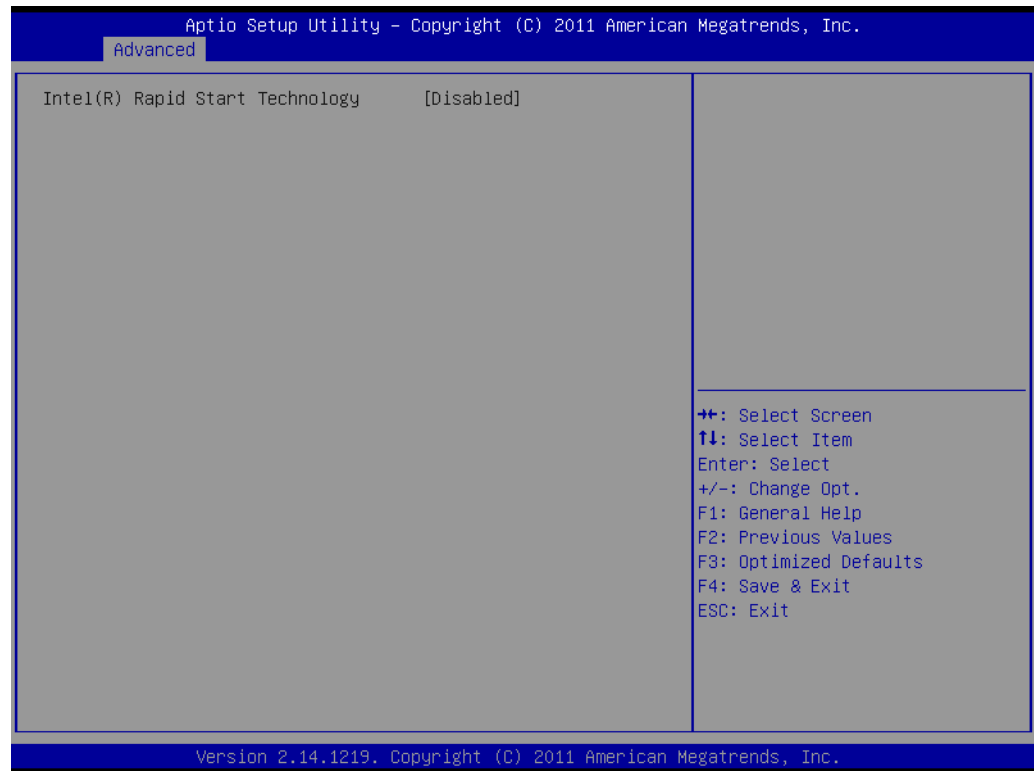 Aptio Setup Utility – Copyright (C) 2011 American Megatrends, Inc.
Advanced
Intel(R) Rapid Start Technology [Disabled]
→←: Select Screen
↑↓: Select Item
Enter: Select
+/-: Change Opt.
F1: General Help
F2: Previous Values
F3: Optimized Defaults
F4: Save & Exit
ESC: Exit
Version 2.14.1219. Copyright (C) 2011 American Megatrends, Inc.